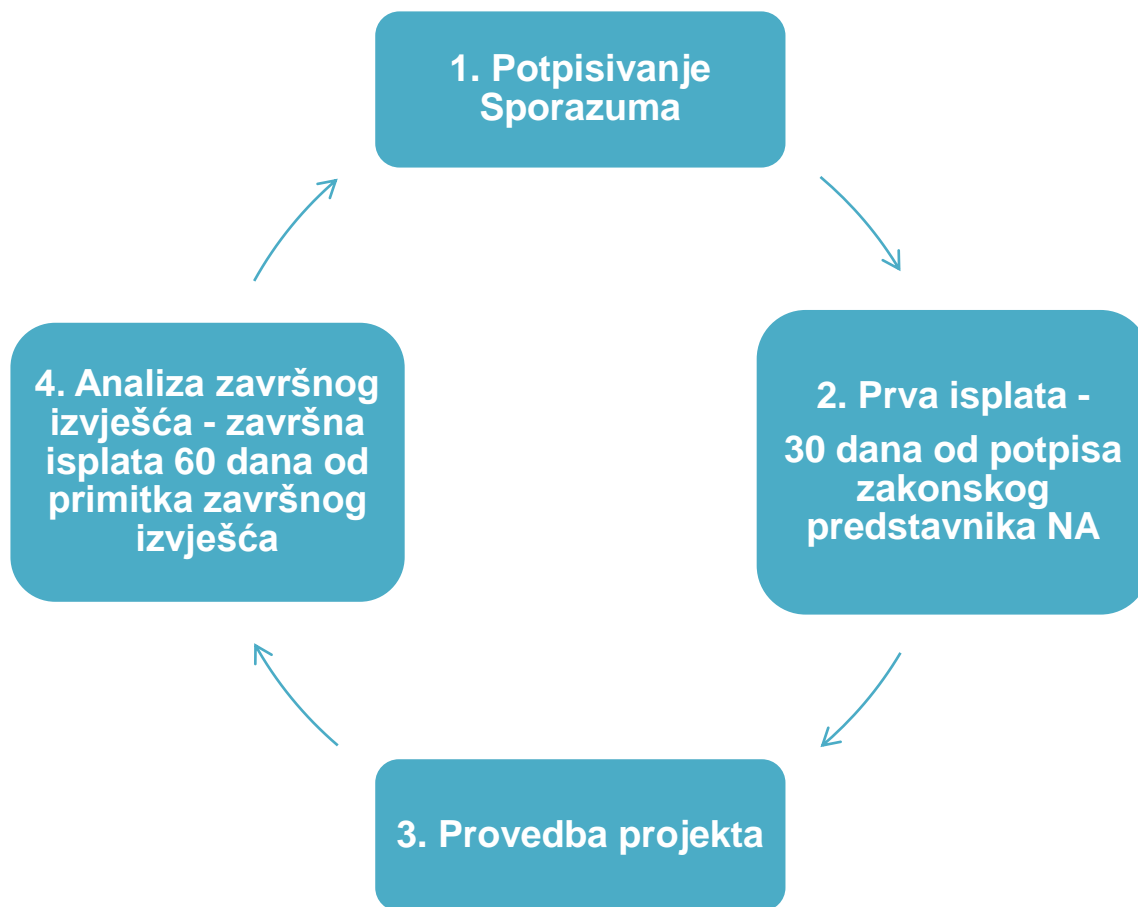 1. Potpisivanje
Sporazuma
2. Prva isplata -
30 dana od potpisa
zakonskog
predstavnika NA
3. Provedba projekta
4. Analiza završnog
izvješća - završna
isplata 60 dana od
primitka završnog
izvješća